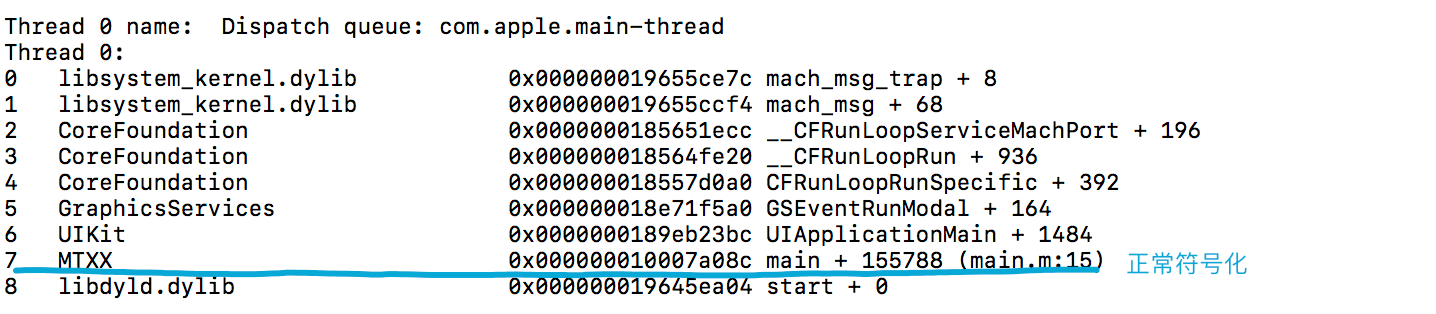 Thread 0 name:  Dispatch queue: com.apple.main-thread
Thread 0:
0   libsystem_kernel.dylib          0x000000019655ce7c mach_msg_trap + 8
1   libsystem_kernel.dylib          0x000000019655ccf4 mach_msg + 68
2   CoreFoundation                  0x0000000185651ecc __CFRunLoopServiceMachPort + 196
3   CoreFoundation                  0x000000018564fe20 __CFRunLoopRun + 936
4   CoreFoundation                  0x000000018557d0a0 CFRunLoopRunSpecific + 392
5   GraphicsServices                0x000000018e71f5a0 GSEventRunModal + 164
6   UIKit                           0x0000000189eb23bc UIApplicationMain + 1484
7   MTXX                            0x000000010007a08c main + 155788 (main.m:15) 正常符号化
8   libdyld.dylib                   0x000000019645ea04 start + 0